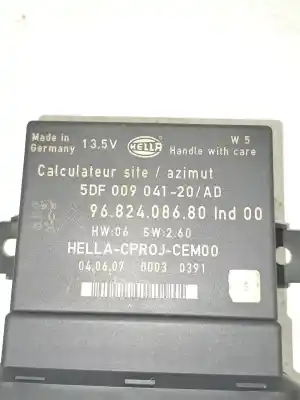 Made in 13.5V HELLA W 5
Germany Handle with care
Calculateur site / azimut
5DF 009 041-20/AD
96.824.086.80 Ind 00
HW:06 SW:2.60
HELLA-CPROJ-CEM00
04.06.07 0003 0391